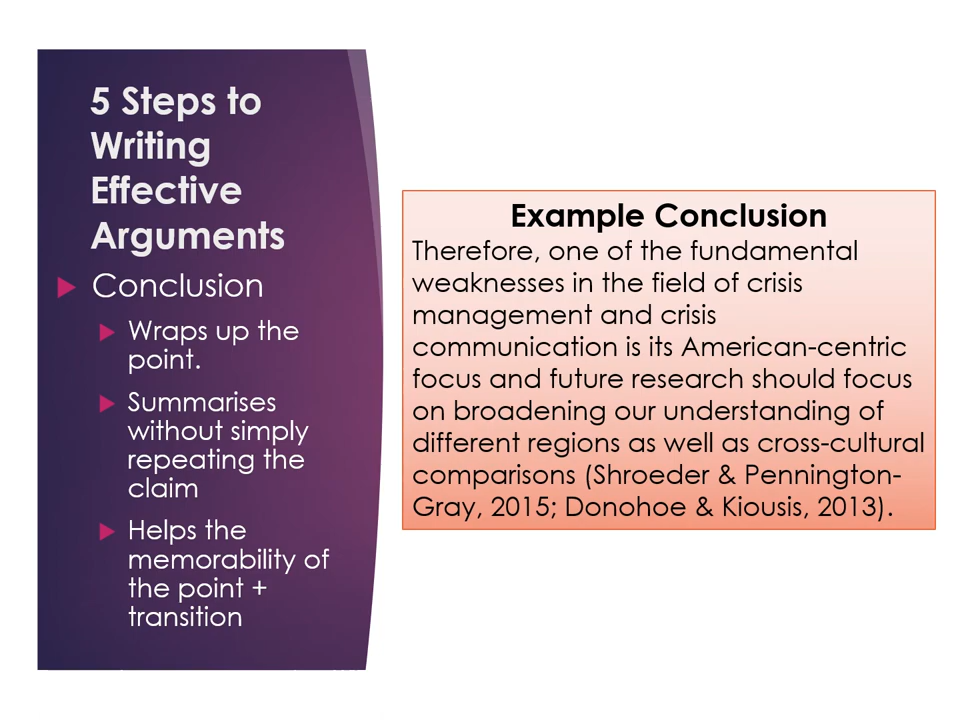 5 Steps to
Writing
Effective
Arguments
Conclusion
Wraps up the
point.
Summarises
without simply
repeating the
claim
Helps the
memorability of
the point +
transition
Example Conclusion
Therefore, one of the fundamental
weaknesses in the field of crisis
management and crisis
communication is its American-centric
focus and future research should focus
on broadening our understanding of
different regions as well as cross-cultural
comparisons (Shroeder & Pennington-
Gray, 2015; Donohoe & Kiousis, 2013).